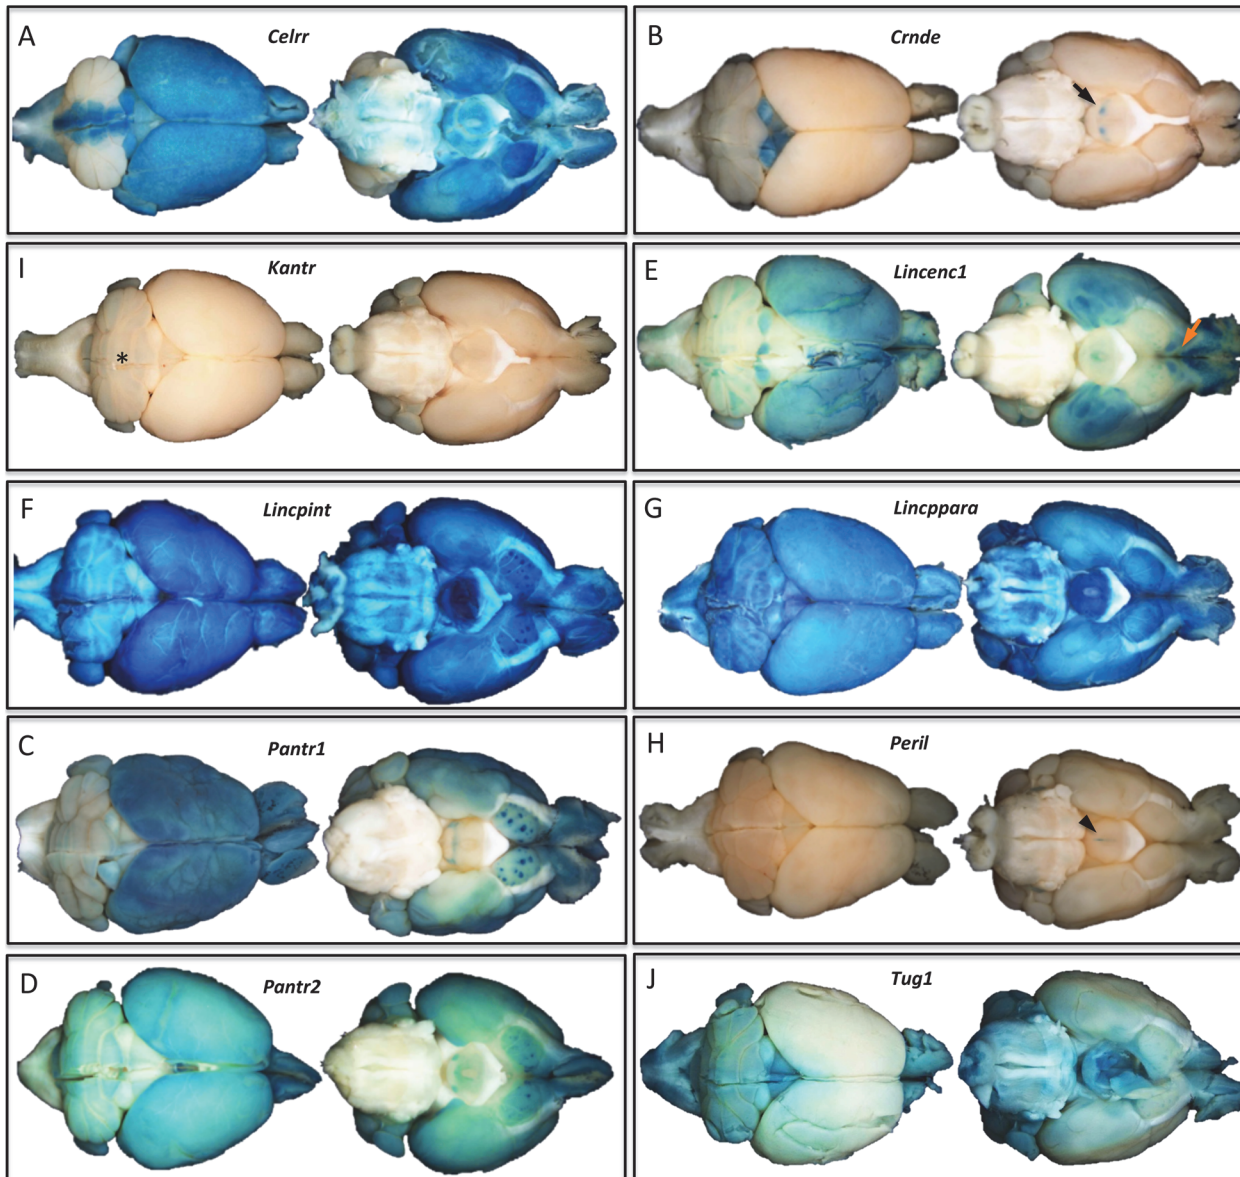 A Celrr
B Crnde
I Kantr
*
E Lincenc1
F Lincpint
G Lincppara
C Pantr1
H Peril
D Pantr2
J Tug1